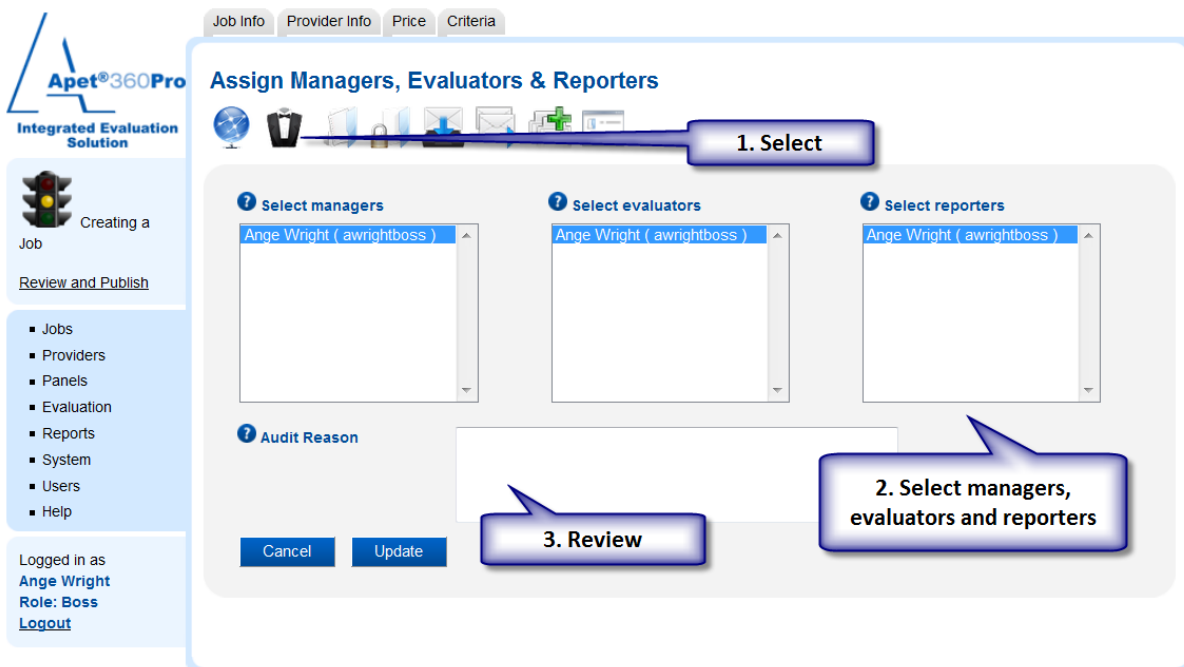 Job Info
Provider Info
Price
Criteria
Apet®360Pro
Integrated Evaluation
Solution
Assign Managers, Evaluators & Reporters
1. Select
Creating a
Job
Review and Publish
Jobs
Providers
Panels
Evaluation
Reports
System
Users
Help
Logged in as
Ange Wright
Role: Boss
Logout
? Select managers
Ange Wright ( awrightboss )
? Select evaluators
Ange Wright ( awrightboss )
? Select reporters
Ange Wright ( awrightboss )
? Audit Reason
2. Select managers,
evaluators and reporters
3. Review
Cancel
Update